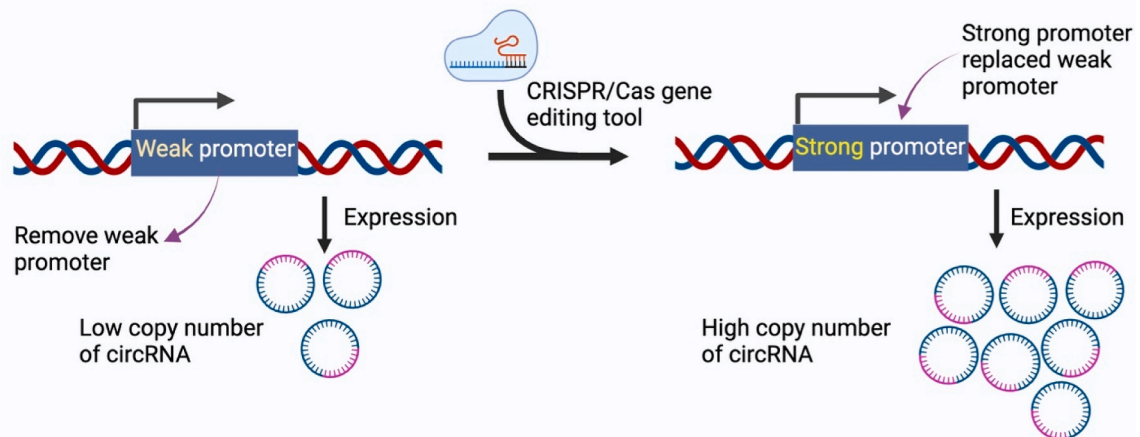 Strong promoter
replaced weak
promoter
CRISPR/Cas gene
editing tool
Weak promoter
Strong promoter
Remove weak
promoter
Expression
Expression
Low copy number
of circRNA
High copy number
of circRNA